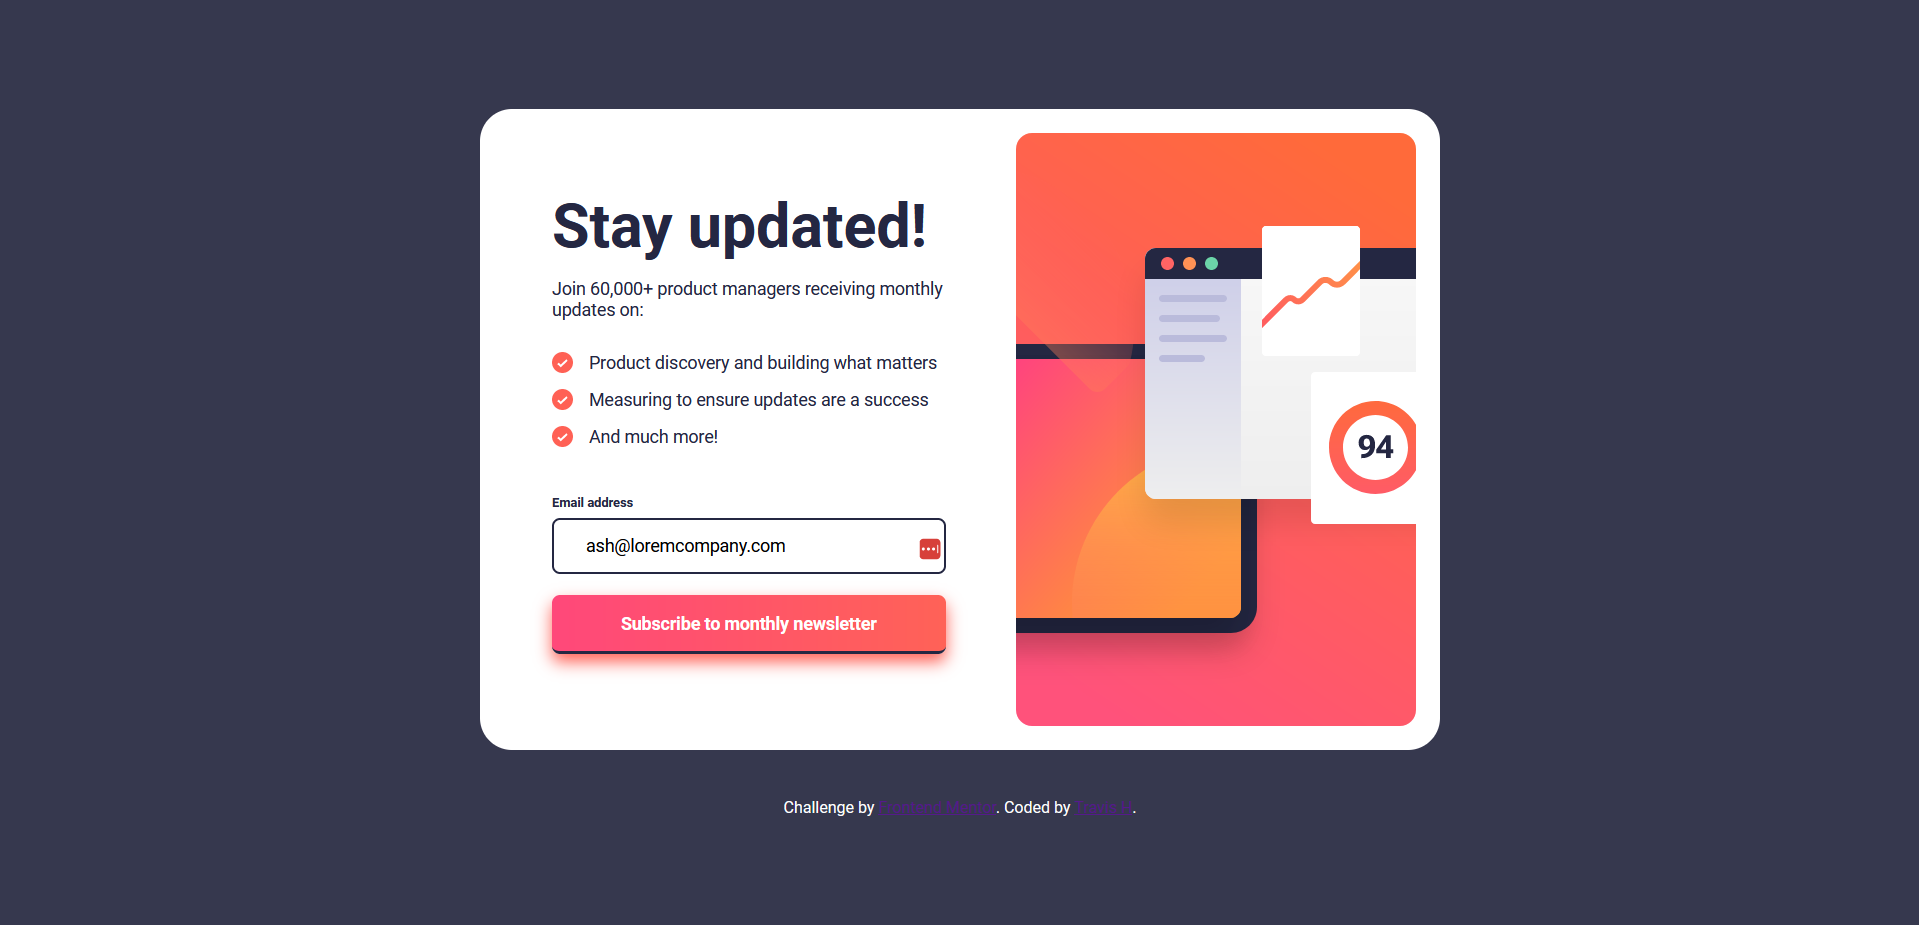 Stay updated!
Join 60,000+ product managers receiving monthly
updates on:
Product discovery and building what matters
Measuring to ensure updates are a success
And much more!
Email address
ash@loremcompany.com
Subscribe to monthly newsletter
94
Challenge by Frontend Mentor. Coded by .